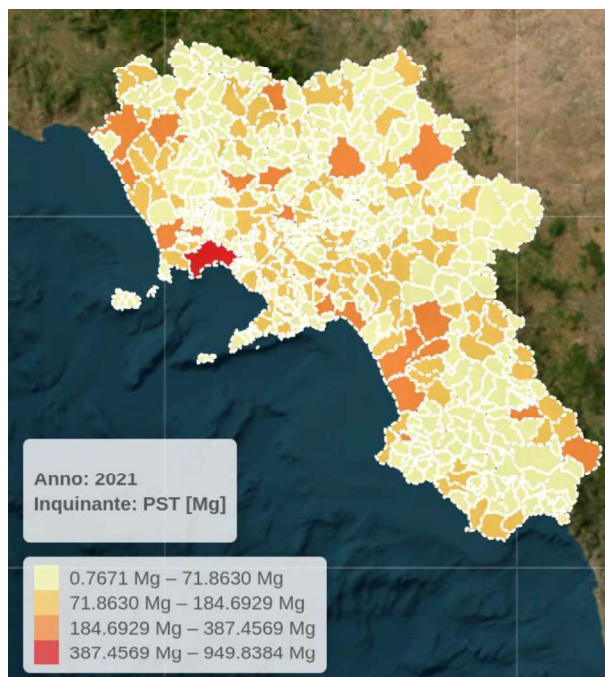 Anno: 2021
Inquinante: PST [Mg]
0.7671 Mg – 71.8630 Mg
71.8630 Mg – 184.6929 Mg
184.6929 Mg – 387.4569 Mg
387.4569 Mg – 949.8384 Mg